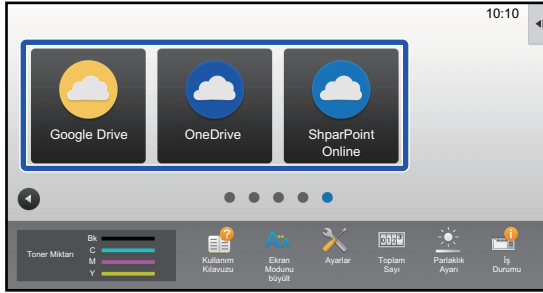 10:10
Google Drive
OneDrive
ShparPoint
Online
Toner Miktarı
Bk
C
M
Y
Kullanım
Kılavuzu
Ekran
Modunu
büyült
Ayarlar
Toplam
Sayı
Parlaklık
Ayarı
İş
Durumu